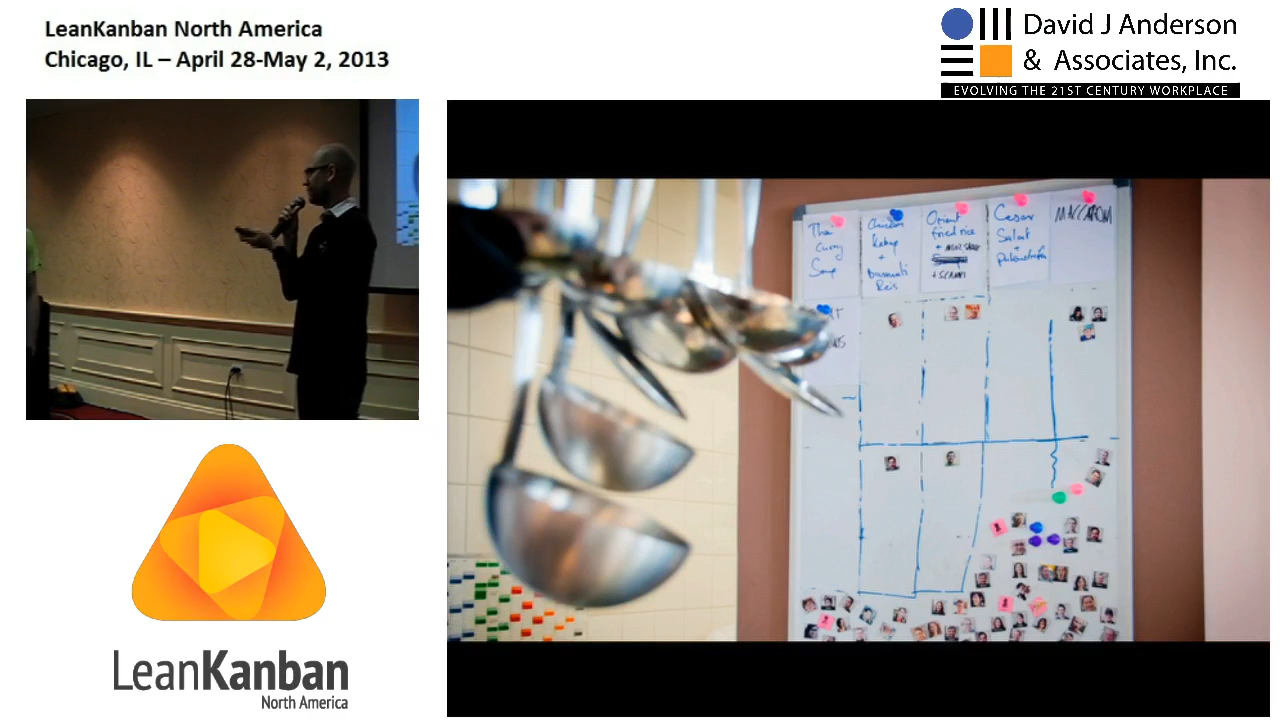 LeanKanban North America
Chicago, IL – April 28-May 2, 2013
David J Anderson
& Associates, Inc.
EVOLVING THE 21ST CENTURY WORKPLACE
Thai
Curry
Soup
Chicken
Kebap
+
Basmati
Reis
Orient
fried rice
+
+ SCAMPI
Cesar
Salat
+
MACCARONI
LeanKanban
North America